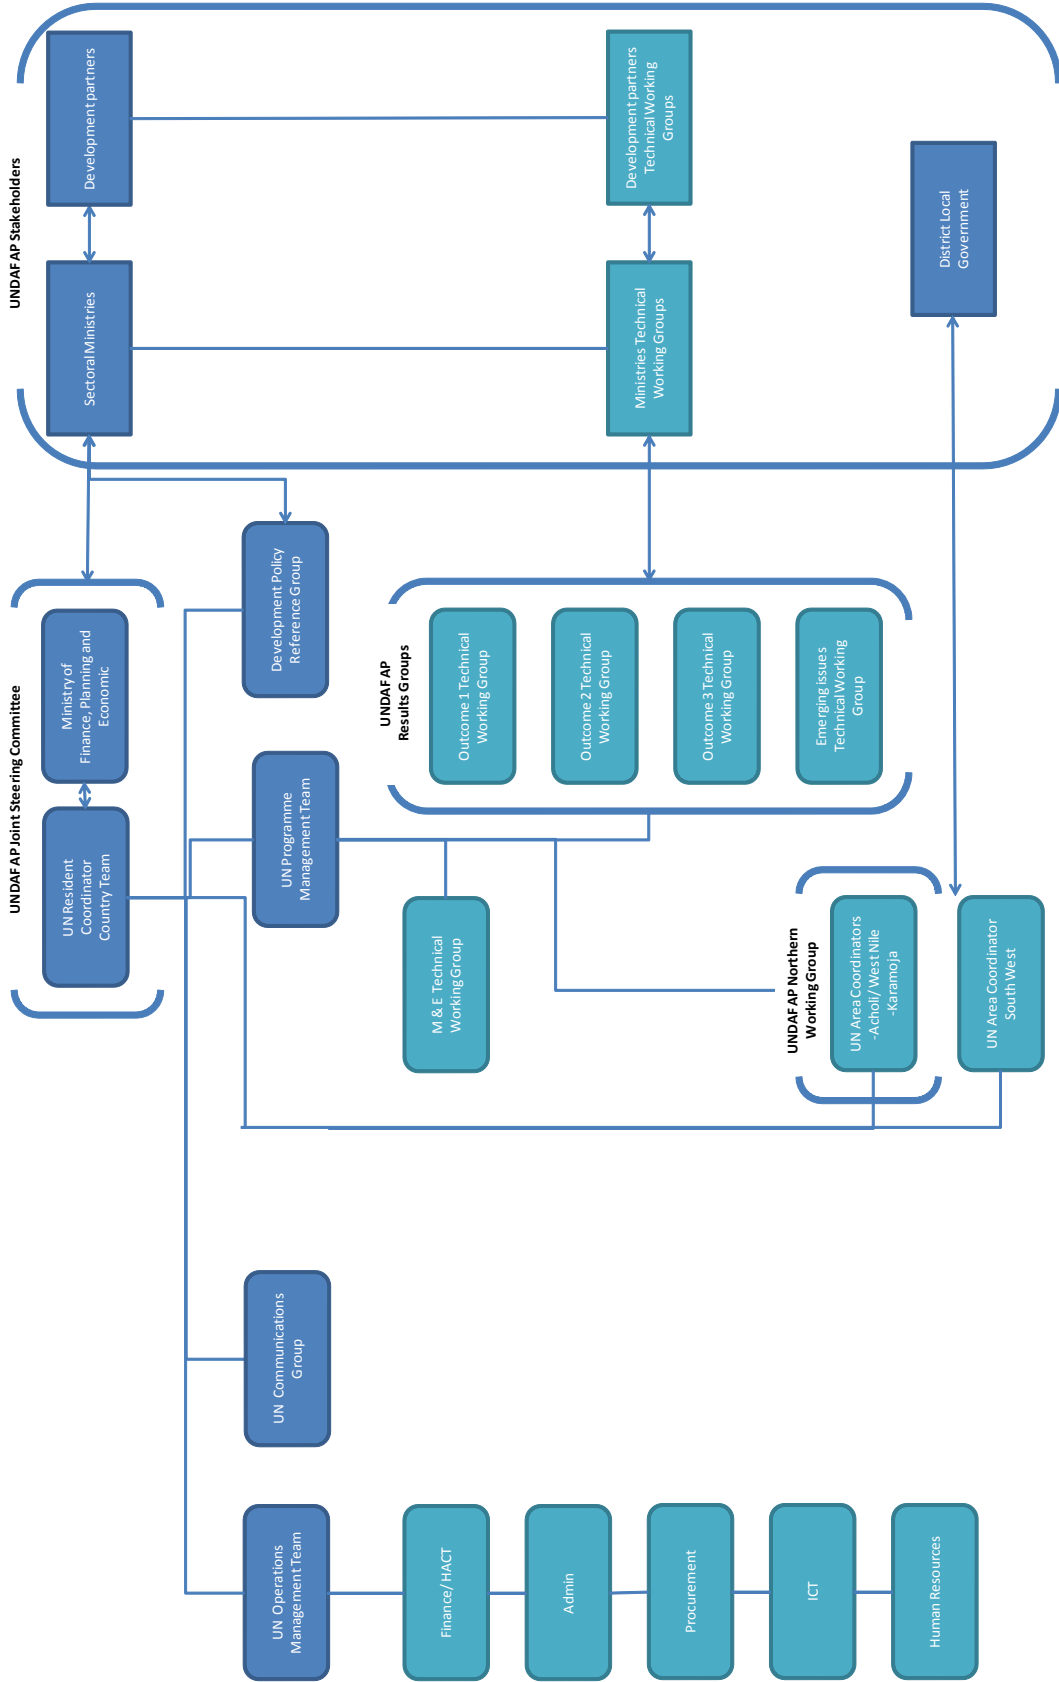 UNDAF AP Joint Steering Committee
UNDAF AP Stakeholders
UN Resident
Coordinator
Country Team
Ministry of
Finance, Planning and
Economic
Sectoral Ministries
Development partners
UN Operations
Management Team
UN Communications
Group
UN Programme
Management Team
Development Policy
Reference Group
Finance/ HACT
Admin
Procurement
ICT
Human Resources
M & E Technical
Working Group
UNDAF AP
Results Groups
Outcome 1 Technical
Working Group
Outcome 2 Technical
Working Group
Outcome 3 Technical
Working Group
Emerging issues
Technical Working
Group
Ministries Technical
Working Groups
Development partners
Technical Working
Groups
UNDAF AP Northern
Working Group
UN Area Coordinators
-Acholi/ West Nile
-Karamoja
UN Area Coordinator
South West
District Local
Government